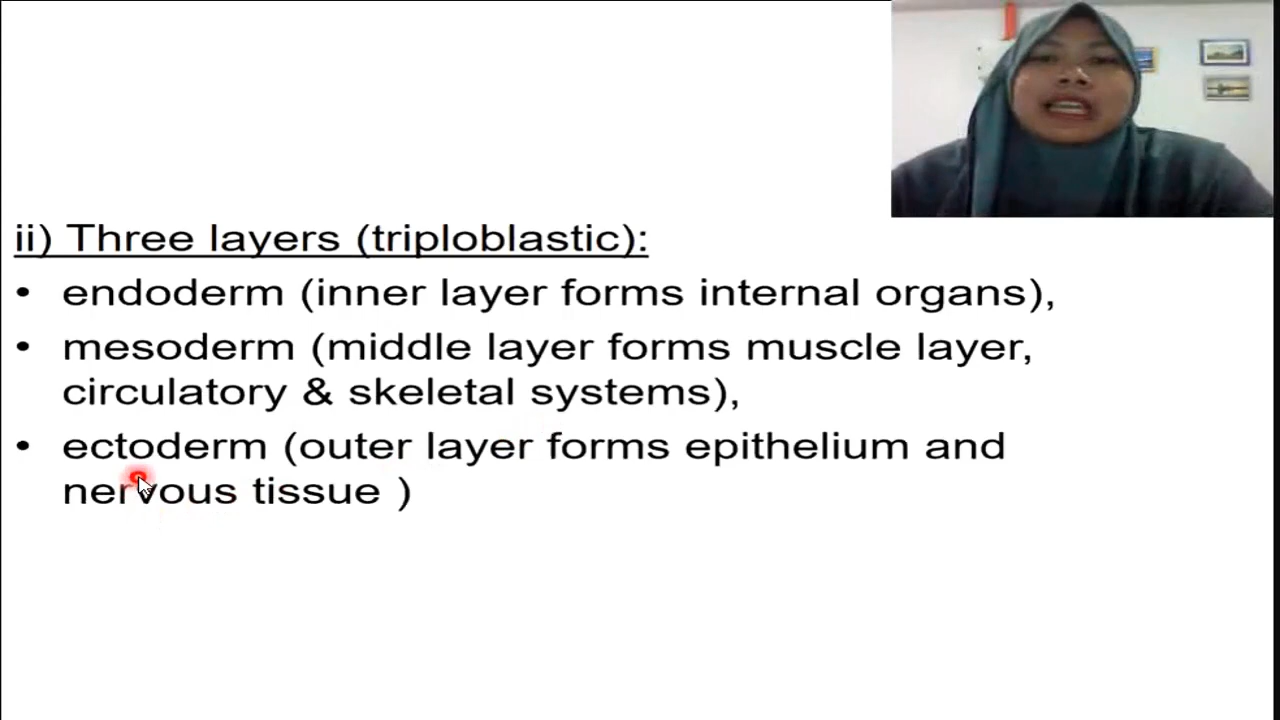 ii) Three layers (triploblastic):
• endoderm (inner layer forms internal organs),
• mesoderm (middle layer forms muscle layer,
circulatory & skeletal systems),
• ectoderm (outer layer forms epithelium and
nervous tissue )